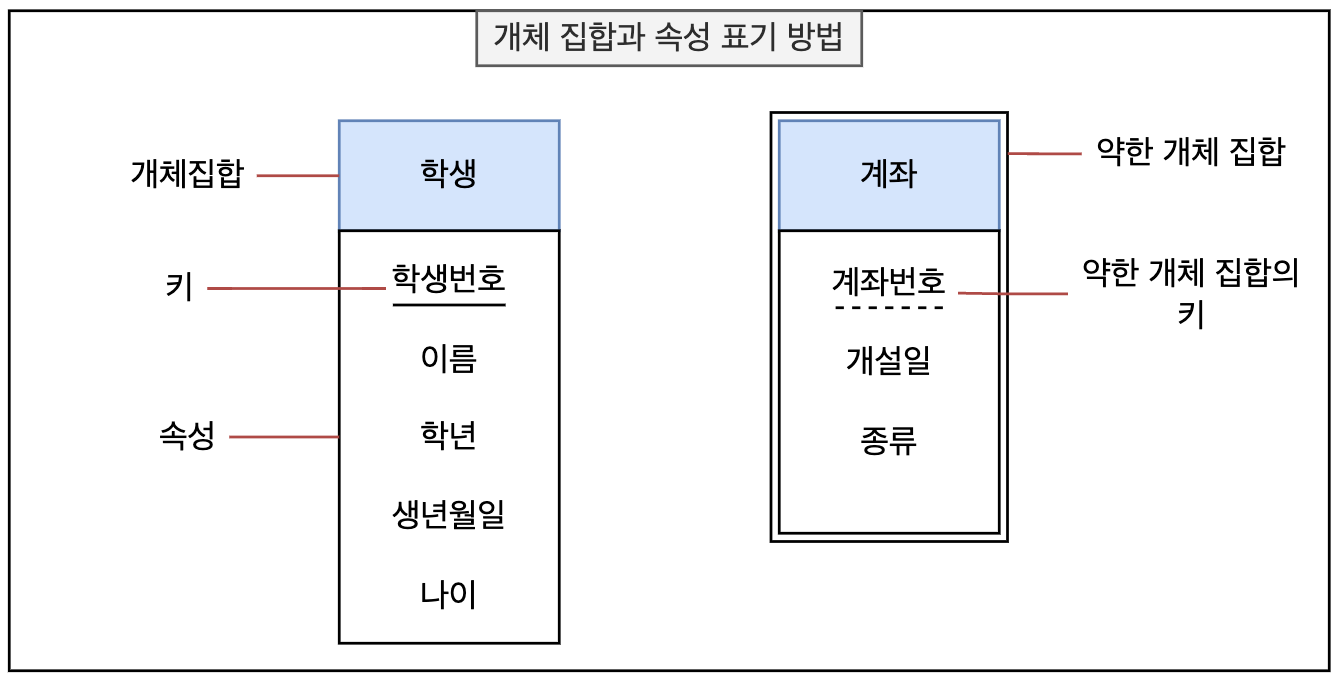 개체 집합과 속성 표기 방법
개체집합
학생
키
학생번호
이름
속성
학년
생년월일
나이
계좌
약한 개체 집합
계좌번호
약한 개체 집합의
키
개설일
종류